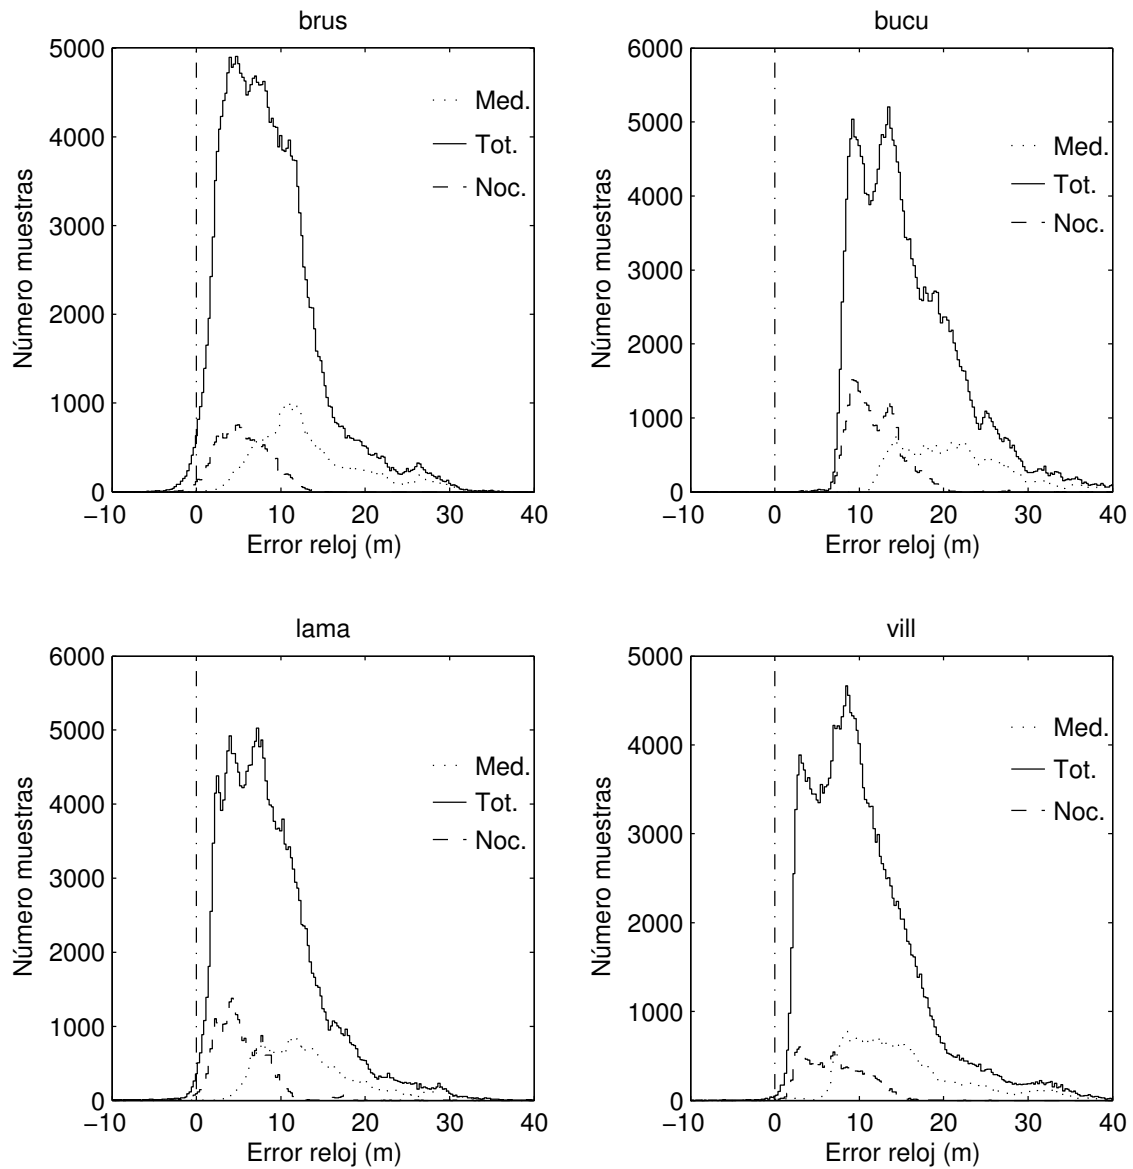 brus
5000
4000
3000
2000
1000
0
Número muestras
Med.
Tot.
Noc.
−10 0 10 20 30 40
Error reloj (m)
bucu
6000
5000
4000
3000
2000
1000
0
Número muestras
Med.
Tot.
Noc.
−10 0 10 20 30 40
Error reloj (m)
lama
6000
5000
4000
3000
2000
1000
0
Número muestras
Med.
Tot.
Noc.
−10 0 10 20 30 40
Error reloj (m)
vill
5000
4000
3000
2000
1000
0
Número muestras
Med.
Tot.
Noc.
−10 0 10 20 30 40
Error reloj (m)